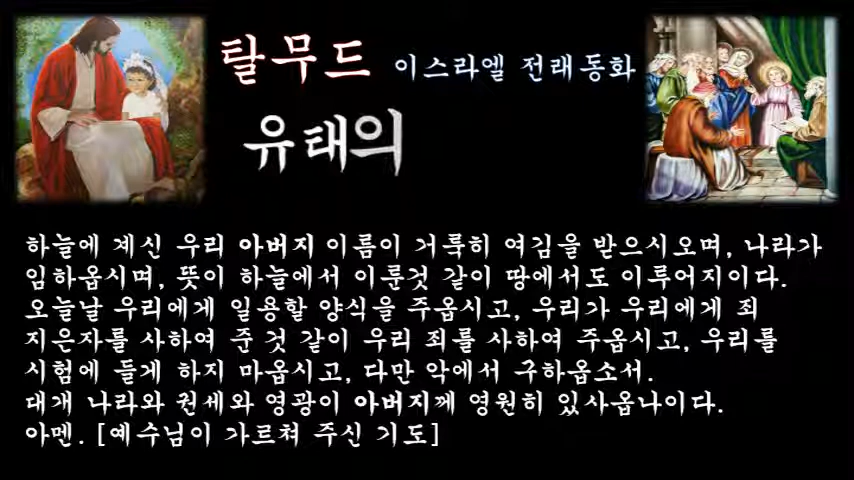 탈무드 이스라엘 전래동화
유태의
하늘에 계신 우리 아버지 이름이 거룩히 여김을 받으시오며, 나라가
임하옵시며, 뜻이 하늘에서 이룬것 같이 땅에서도 이루어지이다.
오늘날 우리에게 일용할 양식을 주옵시고, 우리가 우리에게 죄
지은자를 사하여 준 것 같이 우리 죄를 사하여 주옵시고, 우리를
시험에 들게 하지 마옵시고, 다만 악에서 구하옵소서.
대개 나라와 원세와 영광이 아버지께 영원히 있사옵나이다.
아멘. [예수님이 가르쳐 주신 기도]